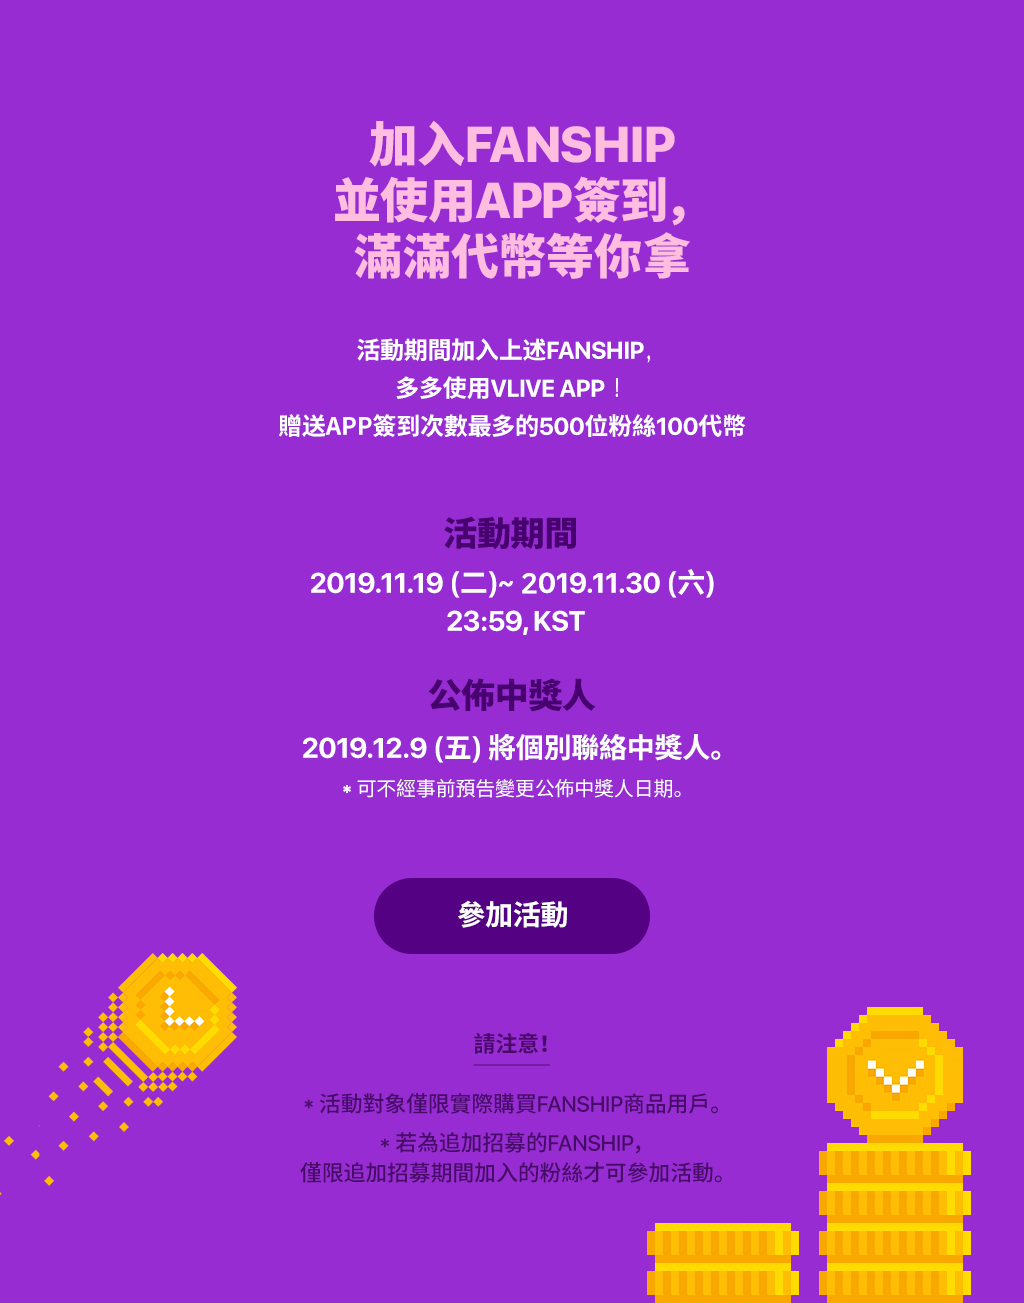 加入FANSHIP
並使用APP簽到，
滿滿代幣等你拿
活動期間加入上述FANSHIP,
多多使用VLIVE APP！
贈送APP簽到次數最多的500位粉絲100代幣
活動期間
2019.11.19 (二)~ 2019.11.30 (六)
23:59, KST
公佈中獎人
2019.12.9 (五) 將個別聯絡中獎人。
* 可不經事前預告變更公佈中獎人日期。
參加活動
請注意!
* 活動對象僅限實際購買FANSHIP商品用戶。
* 若為追加招募的FANSHIP，
僅限追加招募期間加入的粉絲才可參加活動。